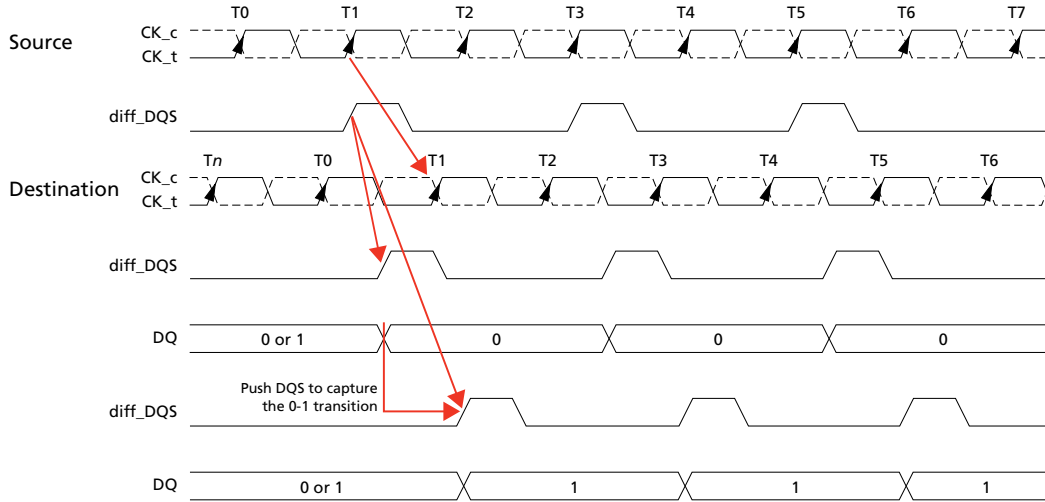 T0 T1 T2 T3 T4 T5 T6 T7
Source
CK_c
CK_t
diff_DQS
Tn T0 T1 T2 T3 T4 T5 T6
Destination
CK_c
CK_t
diff_DQS
DQ 0 or 1 0 0 0
Push DQS to capture
the 0-1 transition
diff_DQS
DQ 0 or 1 1 1 1